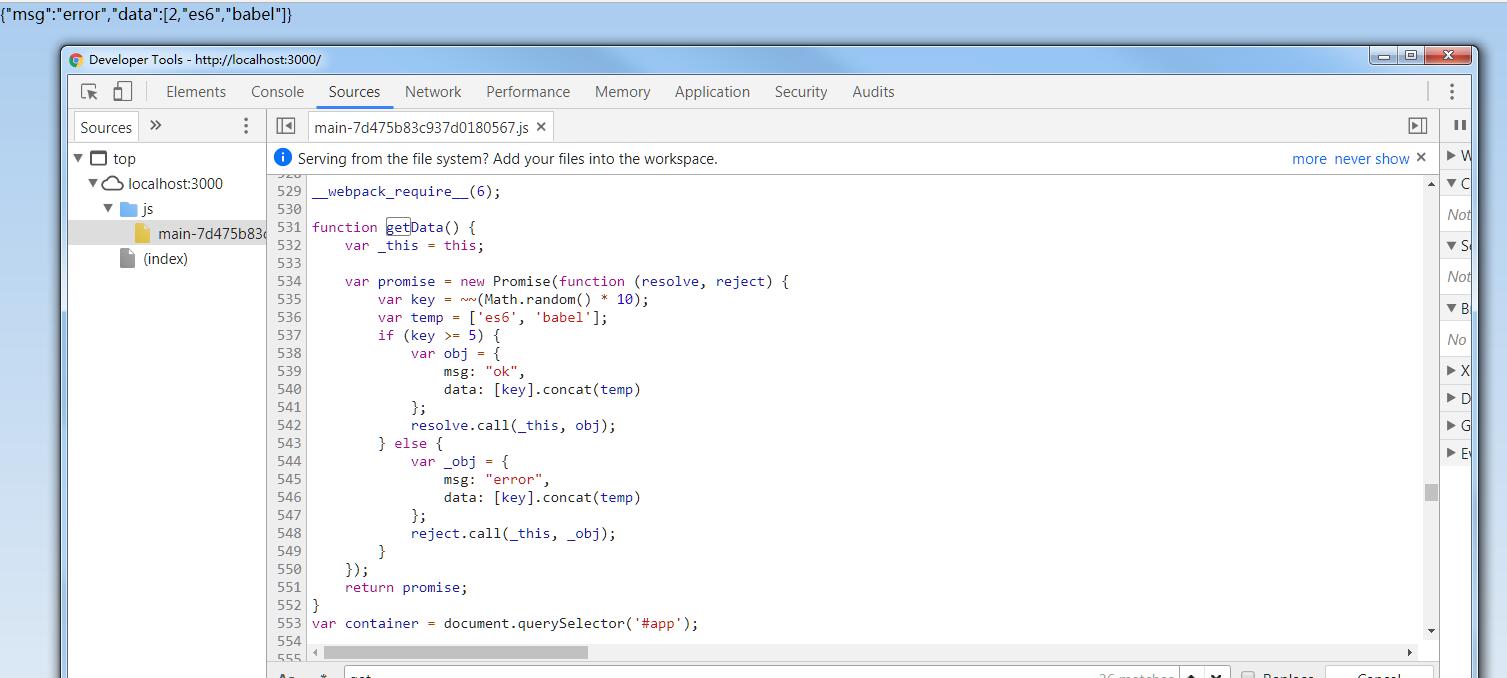 {"msg":"error","data":[2,"es6","babel"]}
Developer Tools - http://localhost:3000/
Elements Console Sources Network Performance Memory Application Security Audits
Sources
main-7d475b83c937d0180567.js
Serving from the file system? Add your files into the workspace. more never show
top
localhost:3000
js
main-7d475b83c
(index)
529 __webpack_require__(6);
530
531 function getData() {
532 var _this = this;
533
534 var promise = new Promise(function (resolve, reject) {
535 var key = ~~(Math.random() * 10);
536 var temp = ['es6', 'babel'];
537 if (key >= 5) {
538 var obj = {
539 msg: "ok",
540 data: [key].concat(temp)
541 };
542 resolve.call(_this, obj);
543 } else {
544 var _obj = {
545 msg: "error",
546 data: [key].concat(temp)
547 };
548 reject.call(_this, _obj);
549 }
550 });
551 return promise;
552 }
553 var container = document.querySelector('#app');
554
555
W
C
Not
Not
No
X
D
G